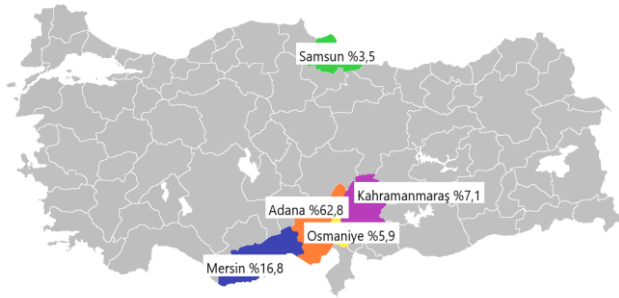 Samsun %3,5
Kahramanmaraş %7,1
Adana %62,8
Osmaniye %5,9
Mersin %16,8